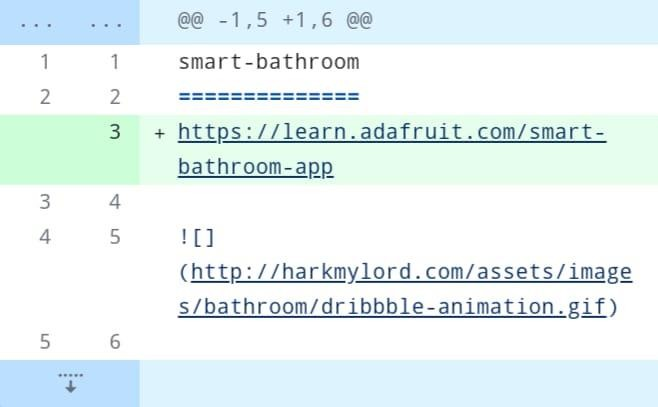 ... ... @@ -1,5 +1,6 @@
1 1 smart-bathroom
2 2 ==============
3 + https://learn.adafruit.com/smart-
bathroom-app
3 4
4 5 ![]
(http://harkmylord.com/assets/image
s/bathroom/dribbble-animation.gif)
5 6